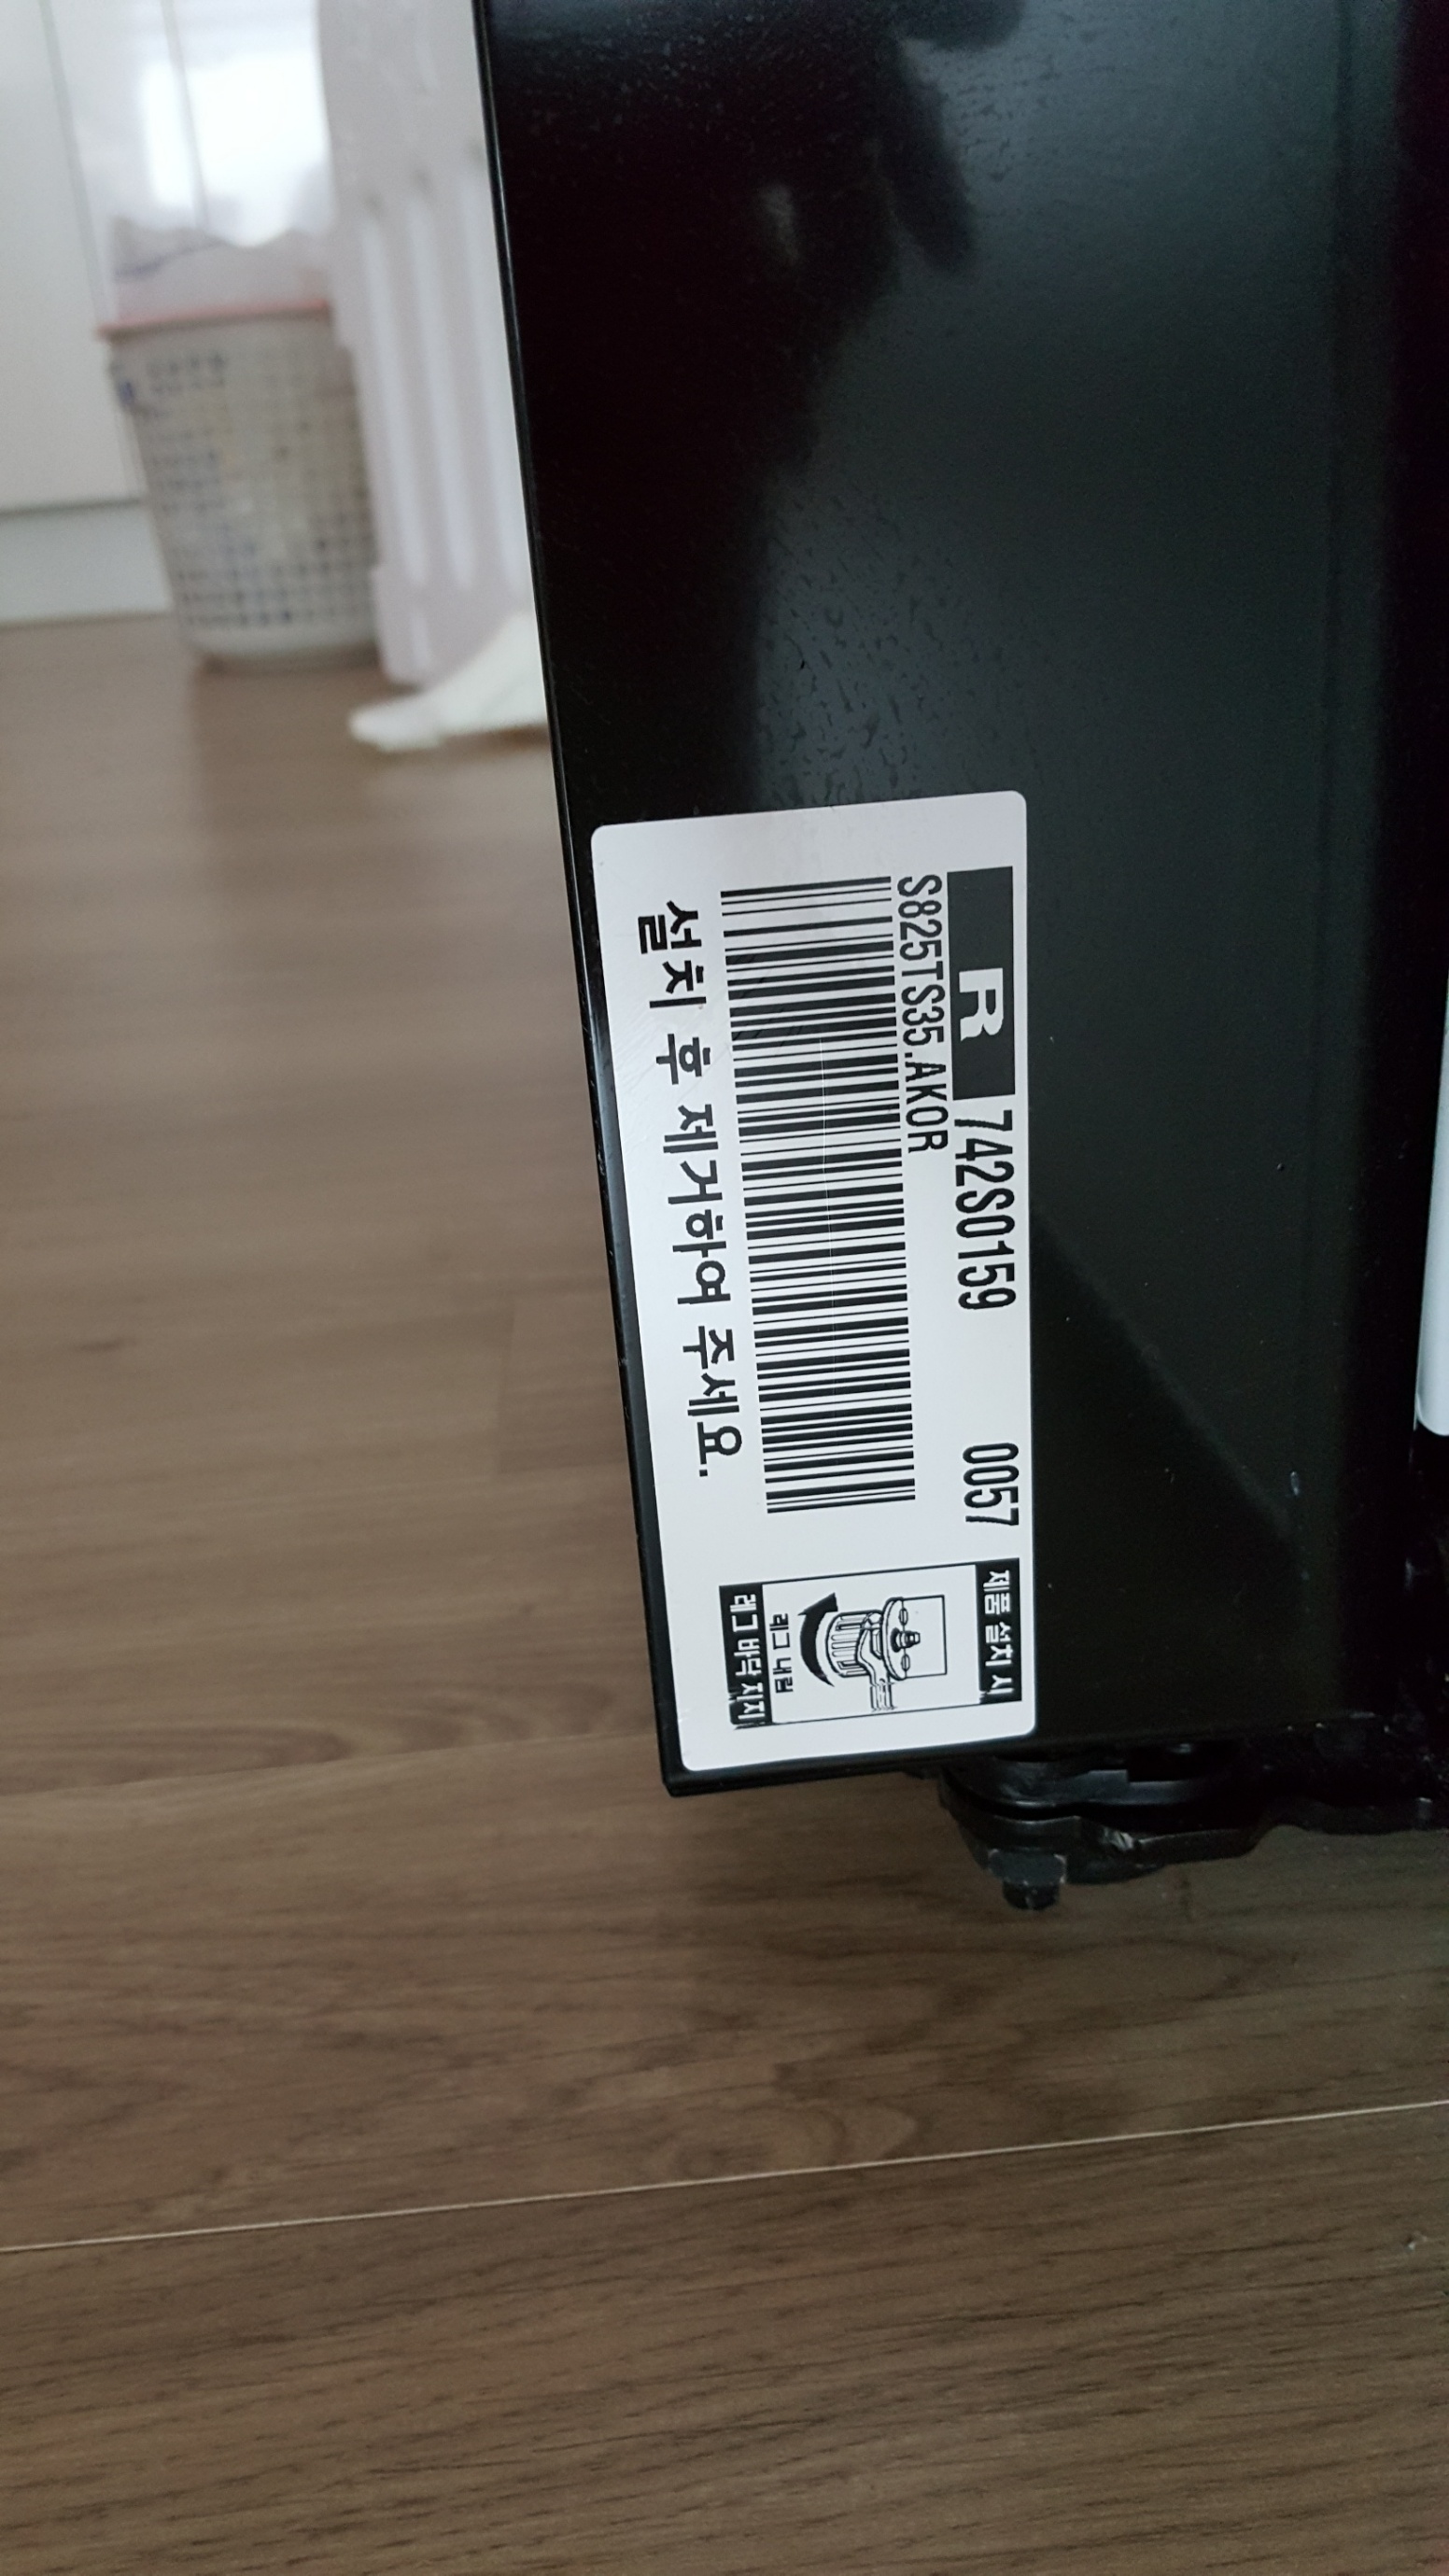 R 742S0159 0057
S825TS35.AKOR
설치 후 제거하여 주세요.
제품 설치 시
레그 내림
레그 바닥 지지